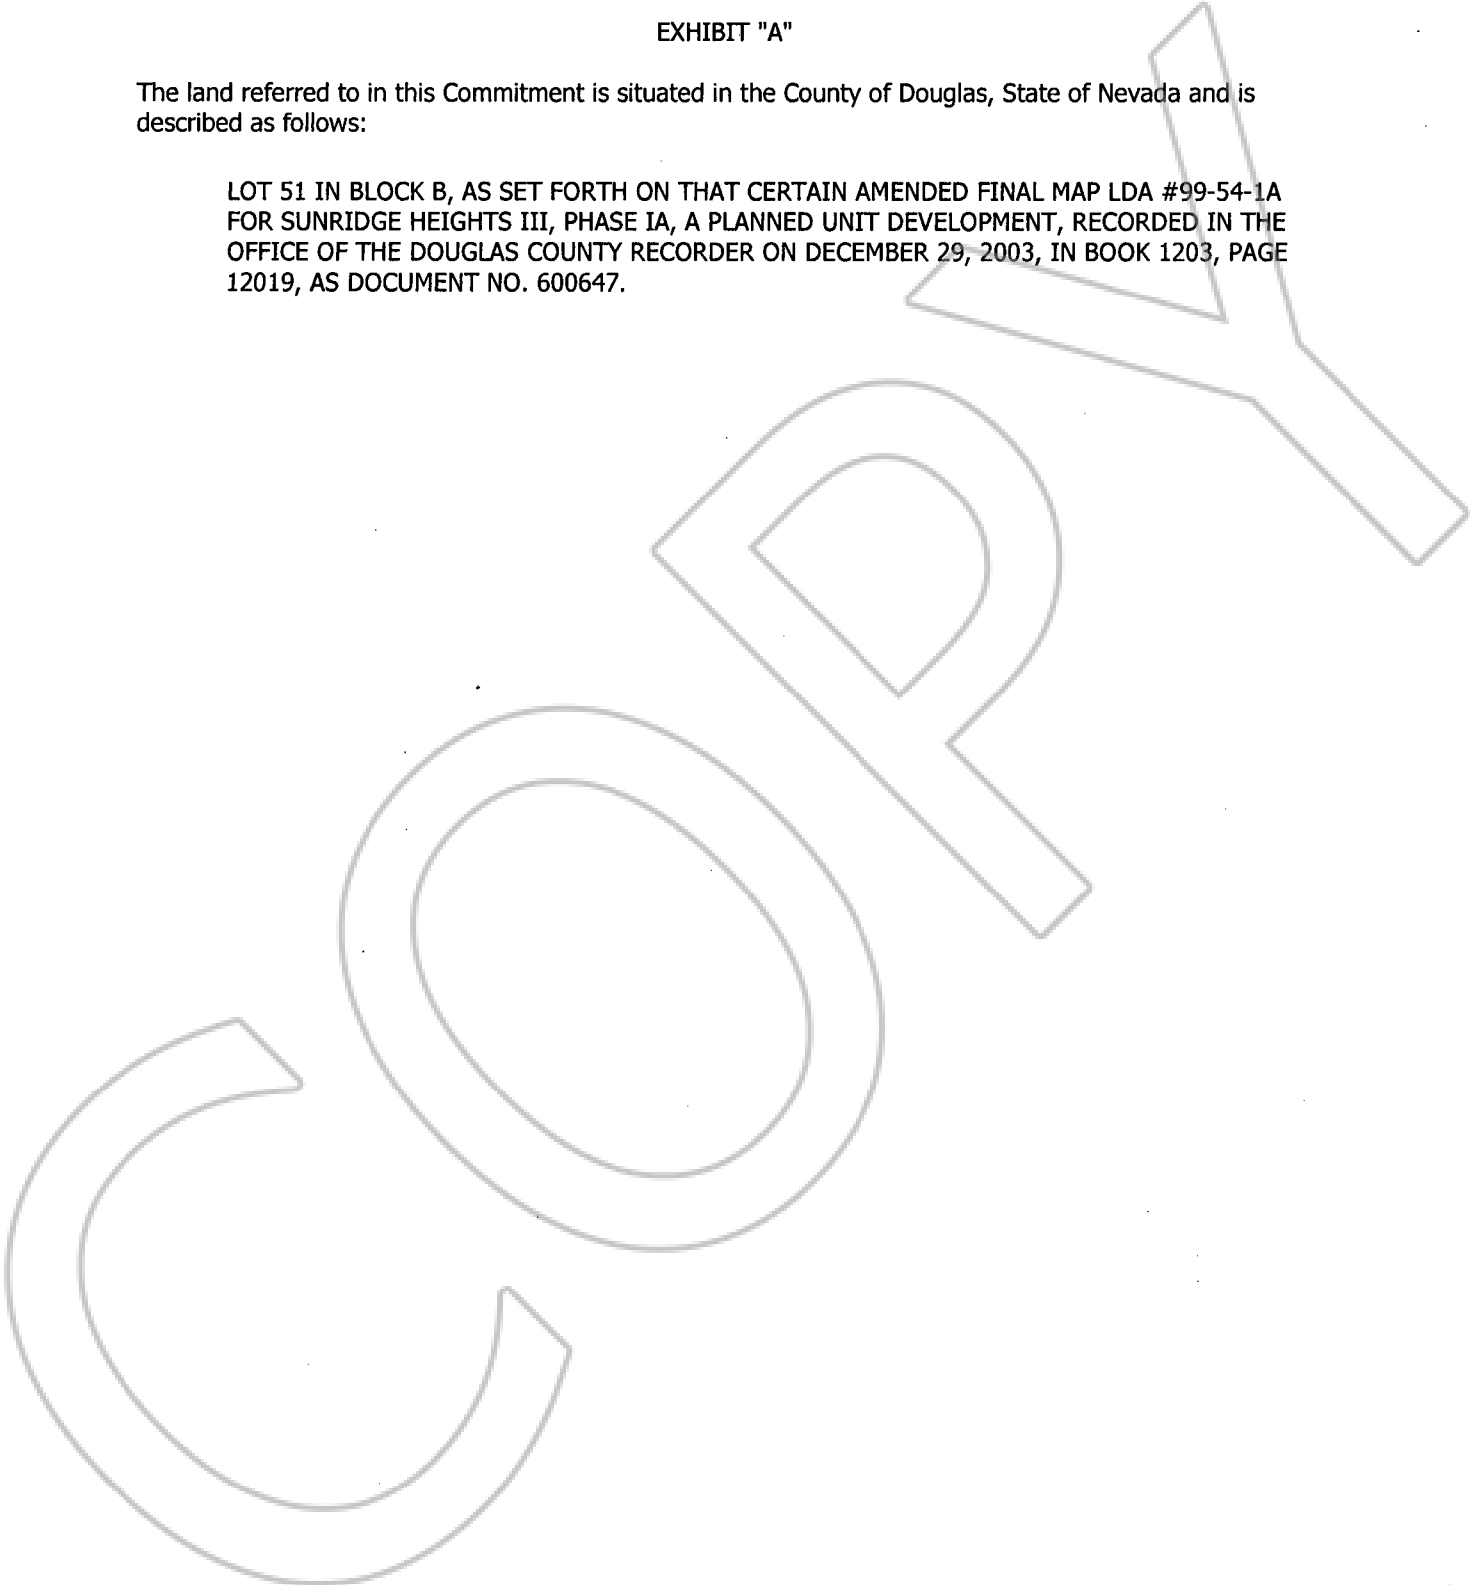 EXHIBIT "A"
The land referred to in this Commitment is situated in the County of Douglas, State of Nevada and is
described as follows:
LOT 51 IN BLOCK B, AS SET FORTH ON THAT CERTAIN AMENDED FINAL MAP LDA #99-54-1A
FOR SUNRIDGE HEIGHTS III, PHASE IA, A PLANNED UNIT DEVELOPMENT, RECORDED IN THE
OFFICE OF THE DOUGLAS COUNTY RECORDER ON DECEMBER 29, 2003, IN BOOK 1203, PAGE
12019, AS DOCUMENT NO. 600647.
COPY